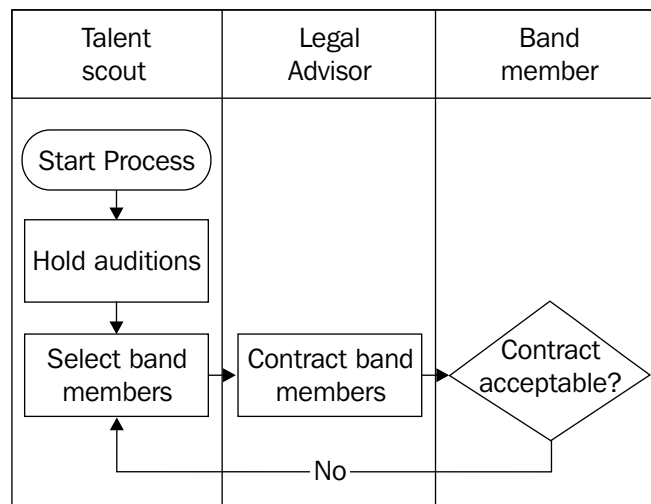 Talent
scout
Legal
Advisor
Band
member
Start Process
Hold auditions
Select band
members
Contract band
members
Contract
acceptable?
No